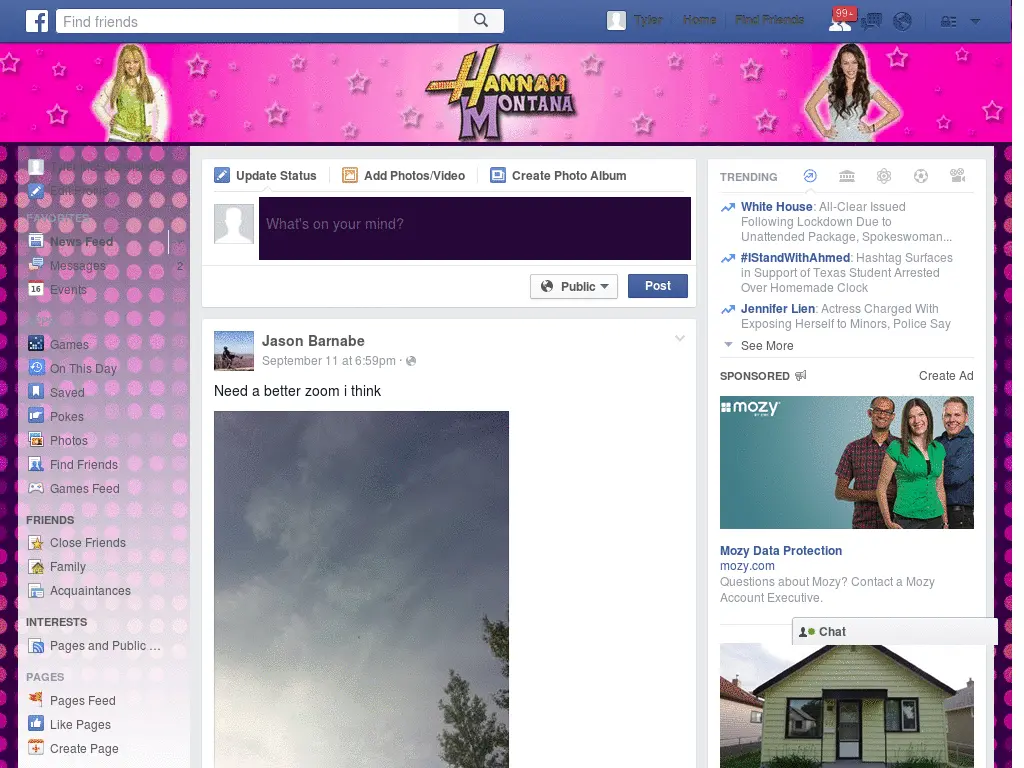 Find friends
Tyler
Home
Find Friends
99+
HANNAH
MONTANA
Edit Profile
FAVORITES
News Feed
Messages 2
16 Events
Games
On This Day
Saved
Pokes
Photos
Find Friends
Games Feed
FRIENDS
Close Friends
Family
Acquaintances
INTERESTS
Pages and Public ...
PAGES
Pages Feed
Like Pages
Create Page
Update Status
Add Photos/Video
Create Photo Album
What's on your mind?
Public
Post
Jason Barnabe
September 11 at 6:59pm ·
Need a better zoom i think
TRENDING
White House: All-Clear Issued
Following Lockdown Due to
Unattended Package, Spokeswoman...
#IStandWithAhmed: Hashtag Surfaces
in Support of Texas Student Arrested
Over Homemade Clock
Jennifer Lien: Actress Charged With
Exposing Herself to Minors, Police Say
See More
SPONSORED
Create Ad
mozy
Mozy Data Protection
mozy.com
Questions about Mozy? Contact a Mozy
Account Executive.
Chat